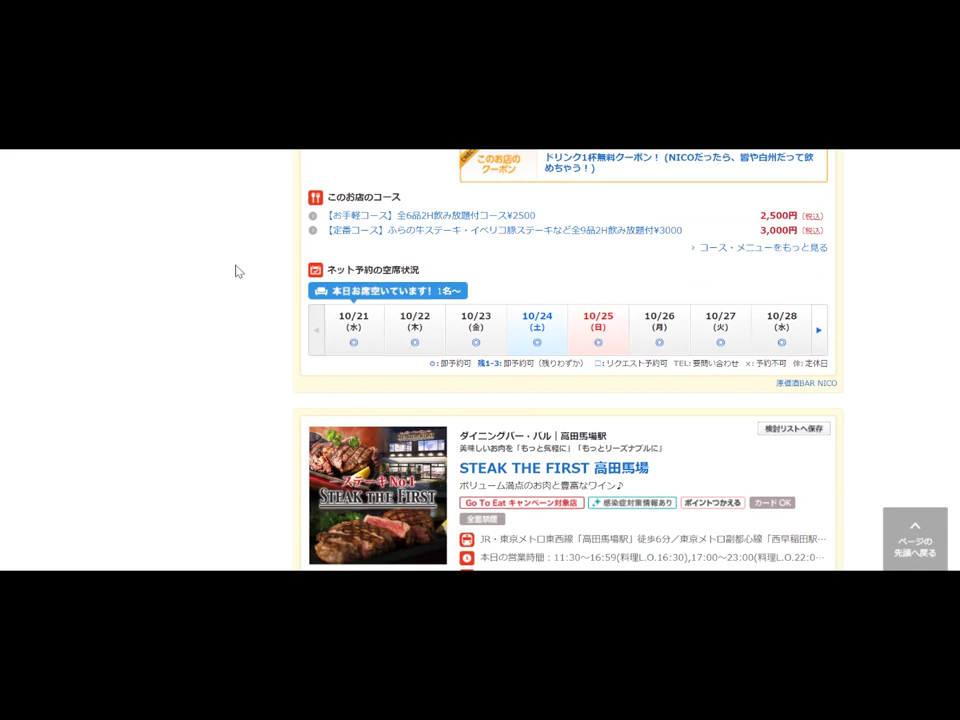 CHECK
このお店の
クーポン
ドリンク1杯無料クーポン！ (NICOだったら、響や白州だって飲
めちゃう！)
このお店のコース
【お手軽コース】全6品2H飲み放題付コース¥2500
2,500円 (税込)
【定番コース】ふらの牛ステーキ・イベリコ豚ステーキなど全9品2H飲み放題付¥3000
3,000円 (税込)
コース・メニューをもっと見る
ネット予約の空席状況
本日お席空いています! 1名～
10/21 10/22 10/23 10/24 10/25 10/26 10/27 10/28
(水) (木) (金) (土) (日) (月) (火) (水)
◎ ◎ ◎ ◎ ◎ ◎ ◎ ◎
◎: 即予約可 残1-3: 即予約可（残りわずか） □: リクエスト予約可 TEL: 要問い合わせ ×: 予約不可 休: 定休日
原価酒BAR NICO
検討リストへ保存
ダイニングバー・バル｜高田馬場駅
美味しいお肉を「もっと気軽に」「もっとリーズナブルに」
STEAK THE FIRST 高田馬場
ボリューム満点のお肉と豊富なワイン♪
Go To Eat キャンペーン対象店 感染症対策情報あり ポイントつかえる カードOK
全面禁煙
JR・東京メトロ東西線「高田馬場駅」徒歩6分／東京メトロ副都心線「西早稲田駅…
本日の営業時間：11:30～16:59(料理L.O.16:30),17:00～23:00(料理L.O.22:0…
ステーキNo.1
STEAK THE FIRST
ページの
先頭へ戻る